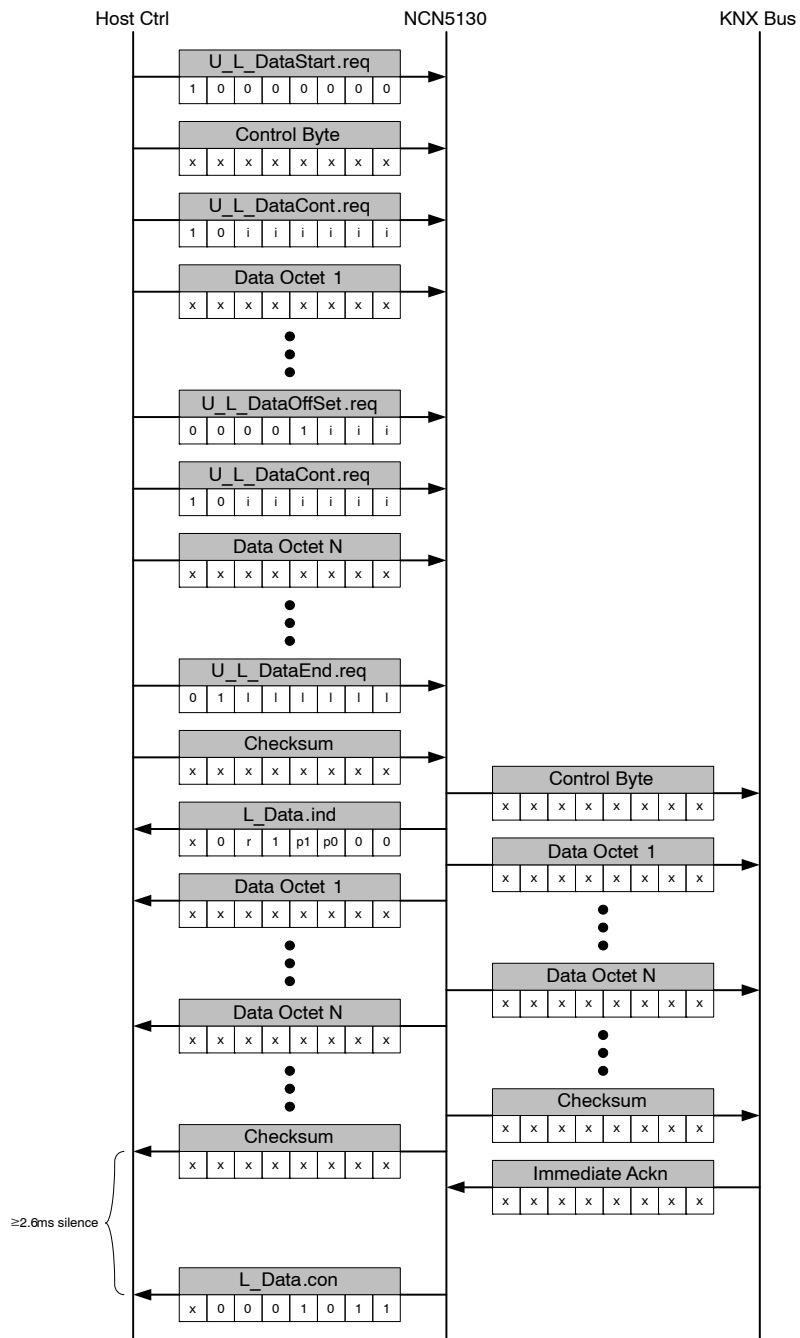 Host Ctrl NCN5130 KNX Bus
U_L_DataStart.req
1 0 0 0 0 0 0 0
Control Byte
x x x x x x x x
U_L_DataCont.req
1 0 i i i i i i
Data Octet 1
x x x x x x x x
U_L_DataOffSet.req
0 0 0 0 1 i i i
U_L_DataCont.req
1 0 i i i i i i
Data Octet N
x x x x x x x x
U_L_DataEnd.req
0 1 l l l l l l
Checksum
x x x x x x x x
Control Byte
x x x x x x x x
L_Data.ind
x 0 r 1 p1 p0 0 0
Data Octet 1
x x x x x x x x
Data Octet 1
x x x x x x x x
Data Octet N
x x x x x x x x
Data Octet N
x x x x x x x x
Checksum
x x x x x x x x
Checksum
x x x x x x x x
Immediate Ackn
x x x x x x x x
≥2.6ms silence
L_Data.con
x 0 0 0 1 0 1 1